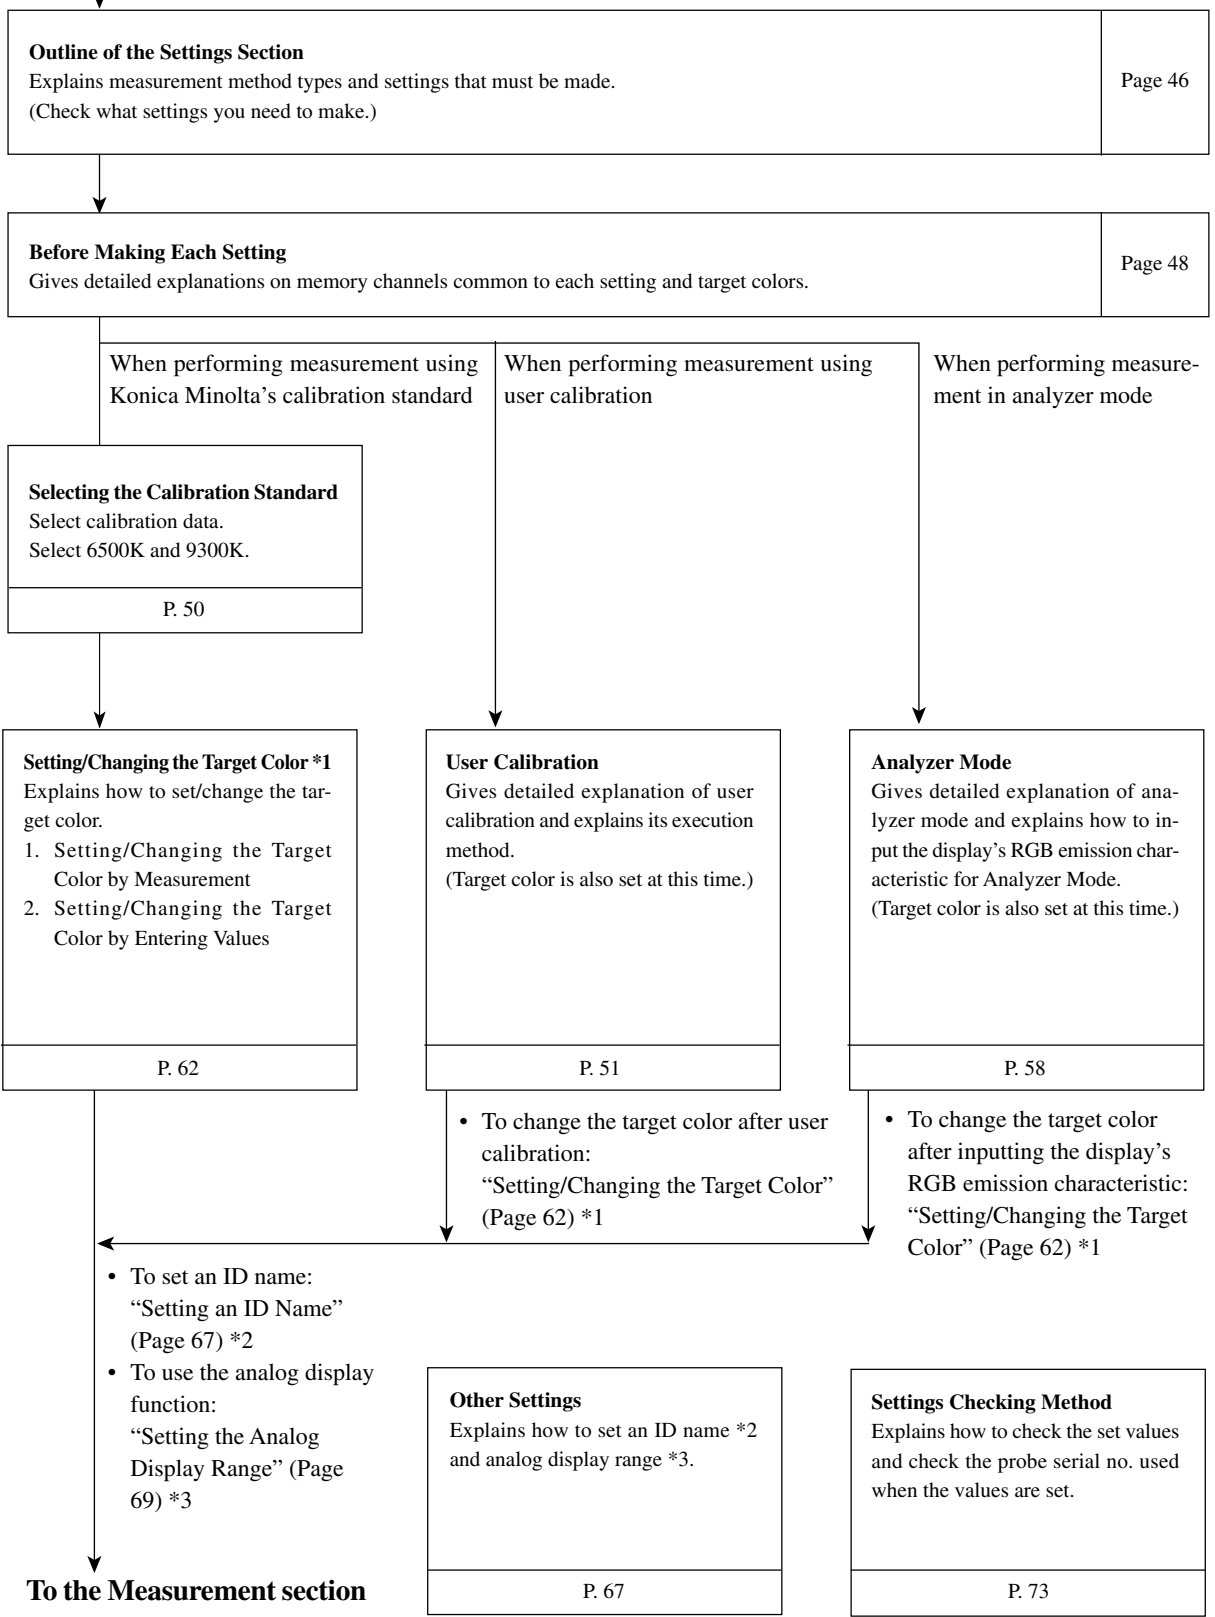 Outline of the Settings Section
Explains measurement method types and settings that must be made.
(Check what settings you need to make.)
Page 46
Before Making Each Setting
Gives detailed explanations on memory channels common to each setting and target colors.
Page 48
When performing measurement using
Konica Minolta's calibration standard
When performing measurement using
user calibration
When performing measure-
ment in analyzer mode
Selecting the Calibration Standard
Select calibration data.
Select 6500K and 9300K.
P. 50
Setting/Changing the Target Color *1
Explains how to set/change the tar-
get color.
1. Setting/Changing the Target
Color by Measurement
2. Setting/Changing the Target
Color by Entering Values
P. 62
User Calibration
Gives detailed explanation of user
calibration and explains its execution
method.
(Target color is also set at this time.)
P. 51
Analyzer Mode
Gives detailed explanation of ana-
lyzer mode and explains how to in-
put the display's RGB emission char-
acteristic for Analyzer Mode.
(Target color is also set at this time.)
P. 58
• To change the target color after user
calibration:
“Setting/Changing the Target Color”
(Page 62) *1
• To change the target color
after inputting the display's
RGB emission characteristic:
“Setting/Changing the Target
Color” (Page 62) *1
• To set an ID name:
“Setting an ID Name”
(Page 67) *2
• To use the analog display
function:
“Setting the Analog
Display Range” (Page
69) *3
To the Measurement section
Other Settings
Explains how to set an ID name *2
and analog display range *3.
P. 67
Settings Checking Method
Explains how to check the set values
and check the probe serial no. used
when the values are set.
P. 73